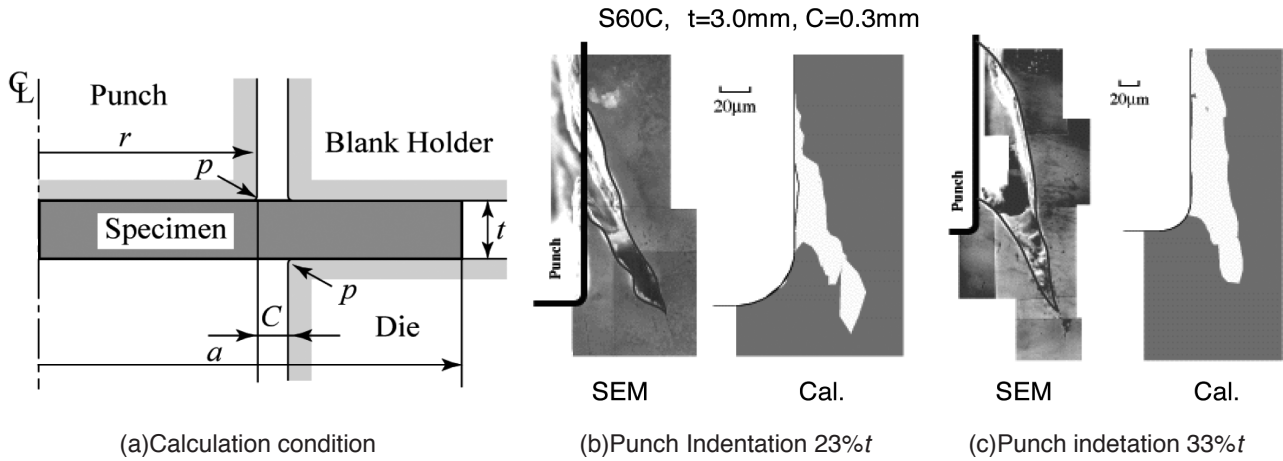 S60C, t=3.0mm, C=0.3mm
℄
Punch
r
Blank Holder
p
Specimen
t
p
C
Die
a
Punch
20μm
20μm
Punch
20μm
SEM
Cal.
SEM
Cal.
(a)Calculation condition
(b)Punch Indentation 23%t
(c)Punch indetation 33%t